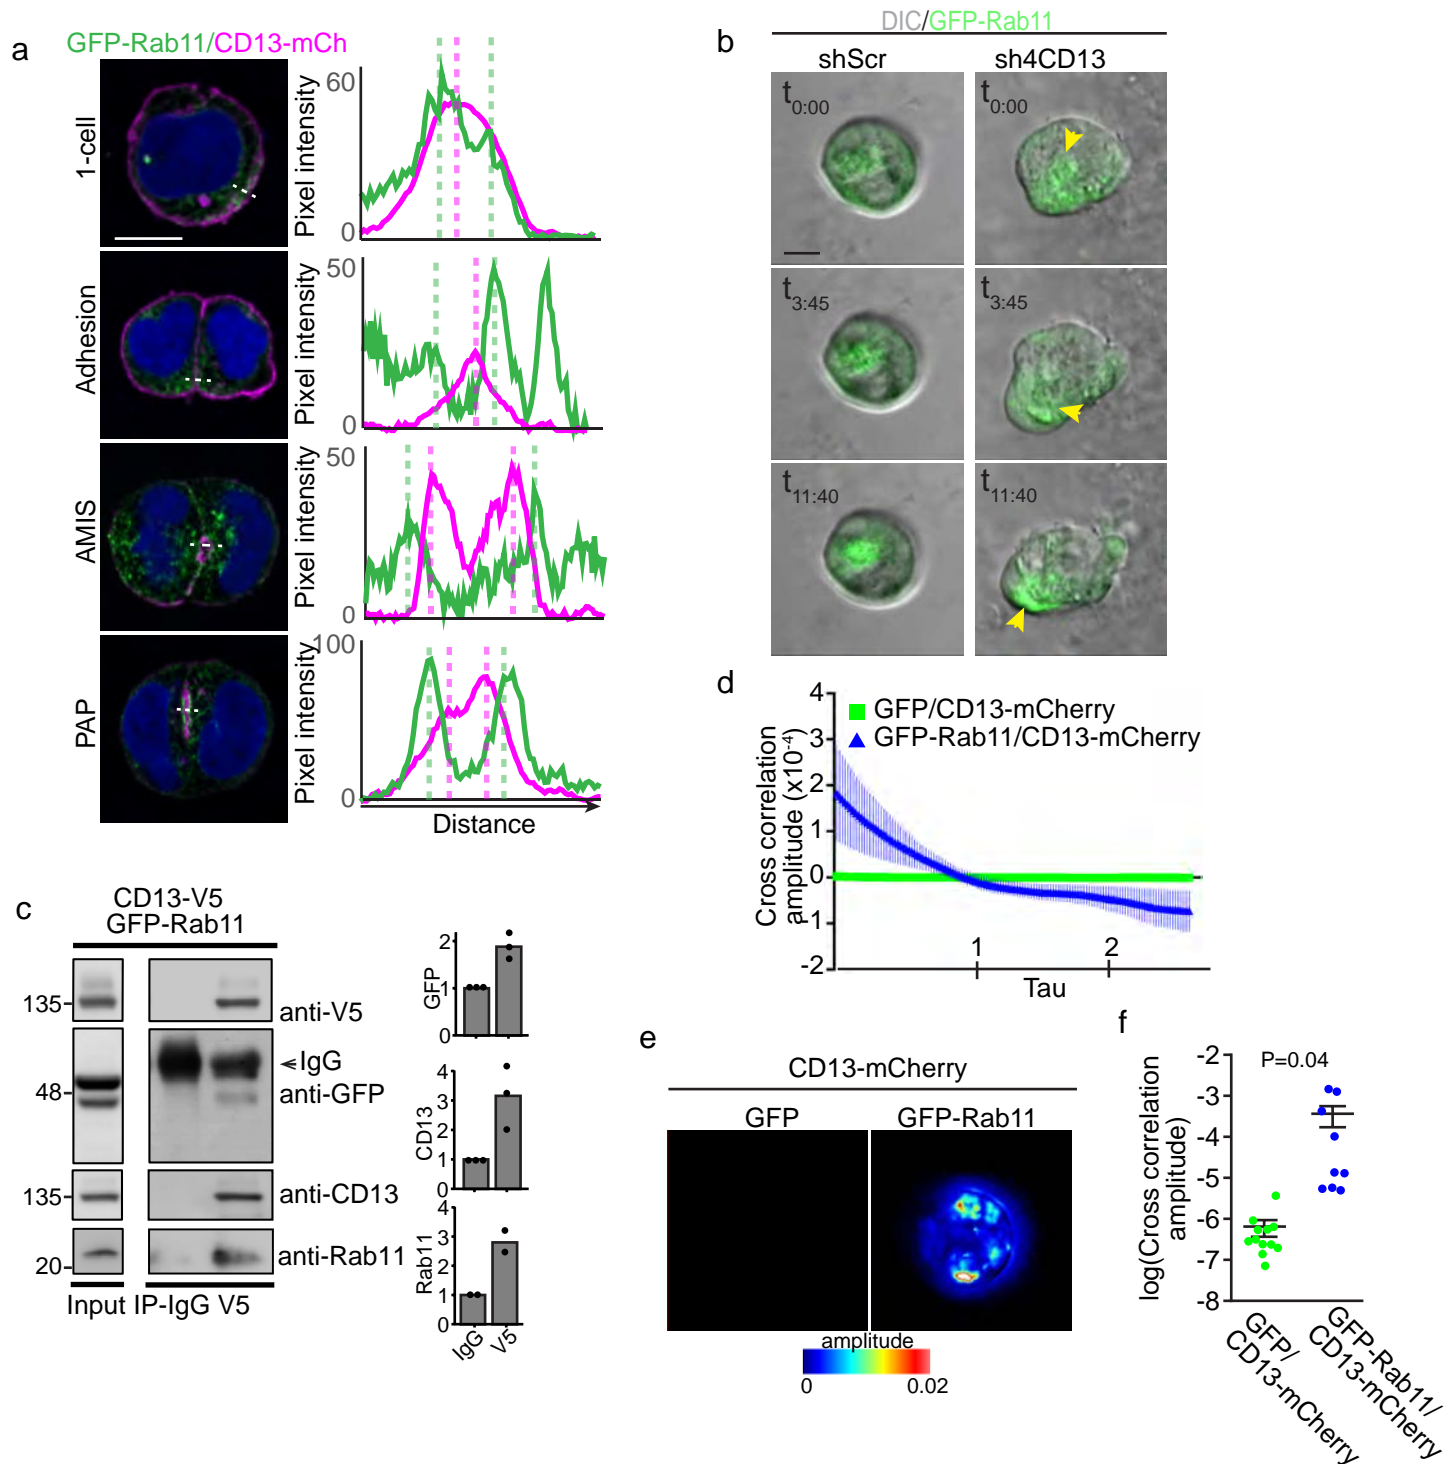 a
GFP-Rab11/CD13-mCh
1-cell
Pixel intensity
60
0
Adhesion
Pixel intensity
50
0
AMIS
Pixel intensity
50
0
PAP
Pixel intensity
100
0
Distance
b
DIC/GFP-Rab11
shScr
sh4CD13
t0:00
t0:00
t3:45
t3:45
t11:40
t11:40
c
CD13-V5
GFP-Rab11
135
anti-V5
IgG
48
anti-GFP
135
anti-CD13
20
anti-Rab11
Input IP-IgG V5
GFP
2
1
0
CD13
4
3
2
1
0
Rab11
4
3
2
1
0
IgG
V5
d
Cross correlation
amplitude (x10-4)
4
3
2
1
0
-1
-2
GFP/CD13-mCherry
GFP-Rab11/CD13-mCherry
1
2
Tau
e
CD13-mCherry
GFP
GFP-Rab11
amplitude
0
0.02
f
log(Cross correlation
amplitude)
-2
-3
-4
-5
-6
-7
-8
P=0.04
GFP/
CD13-mCherry
GFP-Rab11/
CD13-mCherry